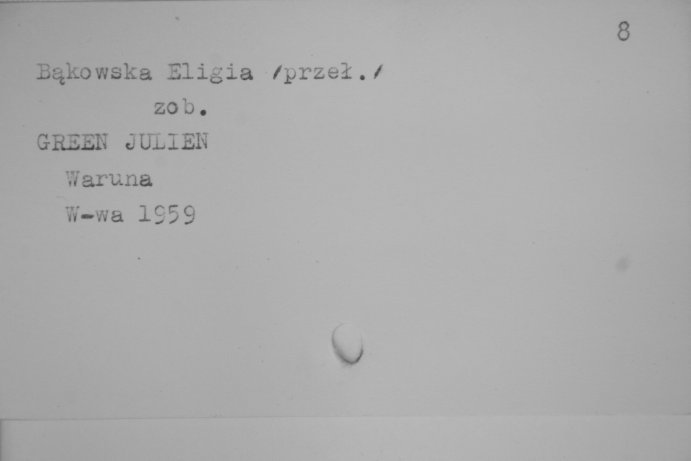 8
Bąkowska Eligia /przeł./
zob.
GREEN JULIEN
Waruna
W-wa 1959